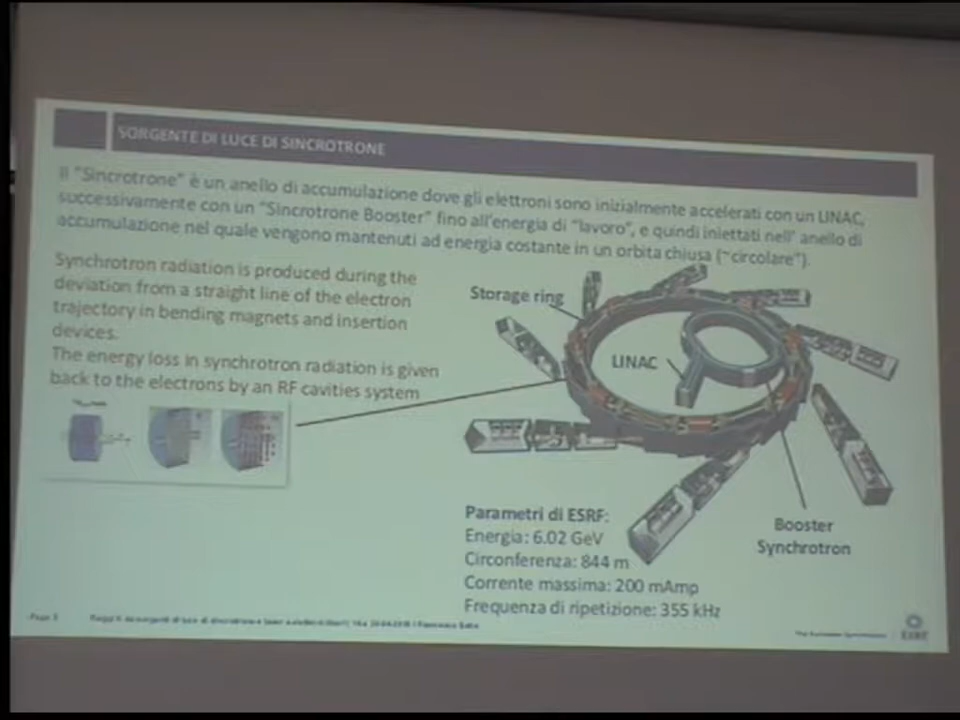 SORGENTE DI LUCE DI SINCROTRONE
Il "Sincrotrone" è un anello di accumulazione dove gli elettroni sono inizialmente accelerati con un LINAC,
successivamente con un "Sincrotrone Booster" fino all'energia di "lavoro", e quindi iniettati nell' anello di
accumulazione nel quale vengono mantenuti ad energia costante in un orbita chiusa (~circolare").
Synchrotron radiation is produced during the
deviation from a straight line of the electron
trajectory in bending magnets and insertion
devices.
The energy loss in synchrotron radiation is given
back to the electrons by an RF cavities system
Storage ring
LINAC
Booster
Synchrotron
Parametri di ESRF:
Energia: 6.02 GeV
Circonferenza: 844 m
Corrente massima: 200 mAmp
Frequenza di ripetizione: 355 kHz
Page
The European Synchrotron
ESRF